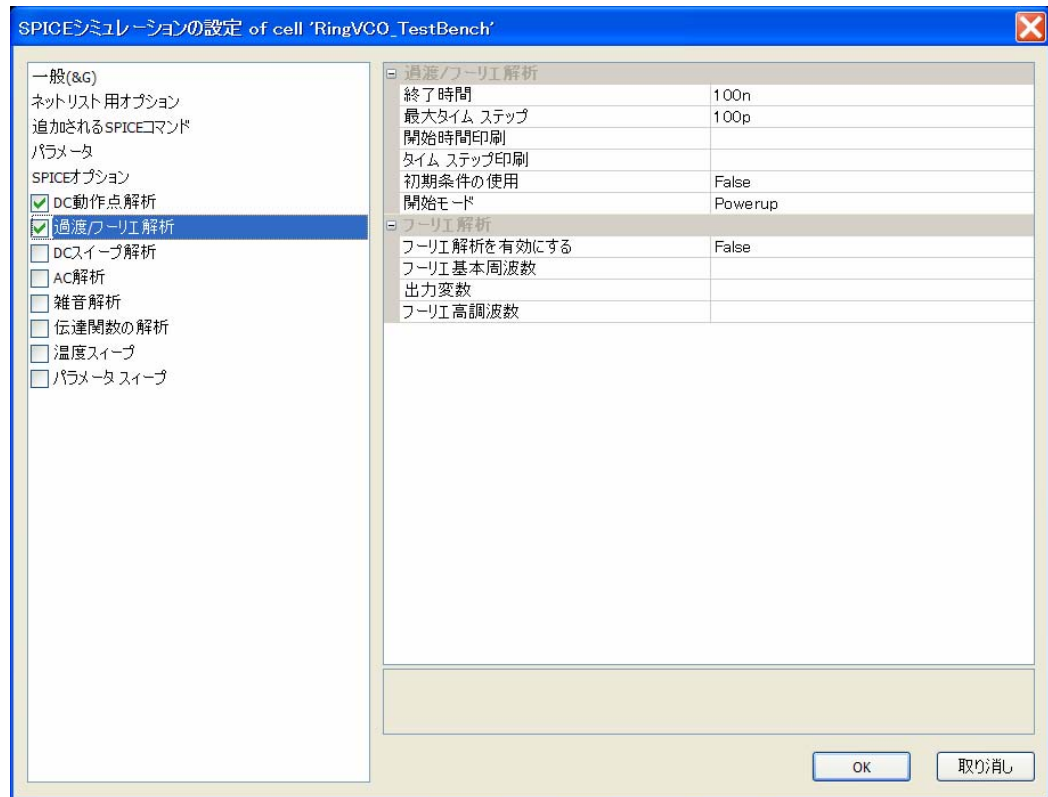 SPICEシミュレーションの設定 of cell 'RingVCO_TestBench'
一般(&G)
ネットリスト用オプション
追加されるSPICEコマンド
パラメータ
SPICEオプション
DC動作点解析
過渡/フーリエ解析
DCスイープ解析
AC解析
雑音解析
伝達関数の解析
温度スィープ
パラメータ スィープ
過渡/フーリエ解析
終了時間 100n
最大タイム ステップ 100p
開始時間印刷
タイム ステップ印刷
初期条件の使用 False
開始モード Powerup
フーリエ解析
フーリエ解析を有効にする False
フーリエ基本周波数
出力変数
フーリエ高調波数
OK 取り消し